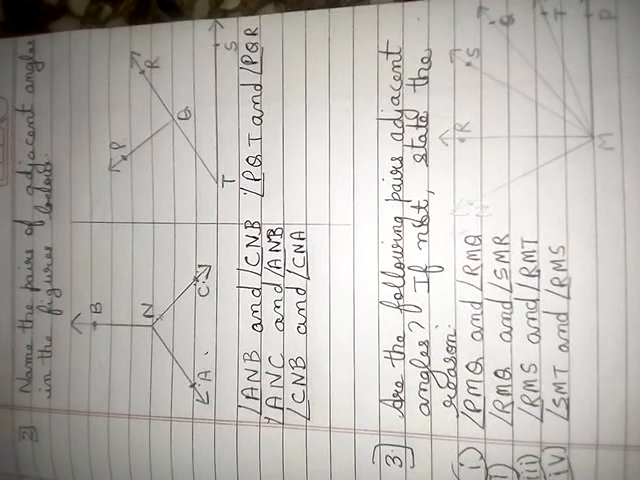 2) Name the pairs of adjacent angles
in the figures below.
B
N
A
C
P
R
Q
T
S
∠ANB and ∠CNB
∠ANC and ∠ANB
∠CNB and ∠CNA
∠PQT and ∠PQR
3. Are the following pairs adjacent
angles? If not, state the
reason.
i) ∠PMQ and ∠RMQ
i) ∠RMQ and ∠SMR
iii) ∠RMS and ∠RMT
iv) ∠SMT and ∠RMS
R
S
Q
T
P
M